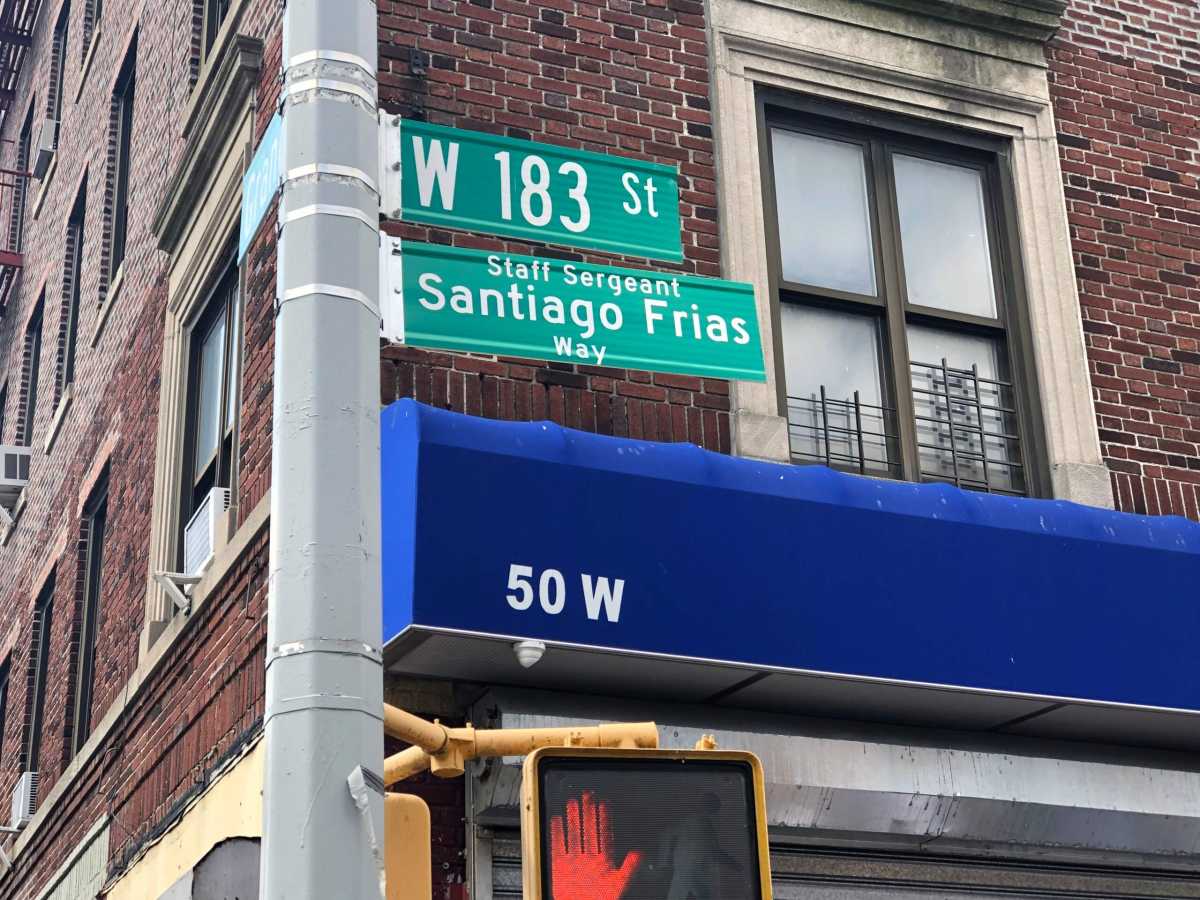 W 183 St
Staff Sergeant
Santiago Frias
Way
50 W